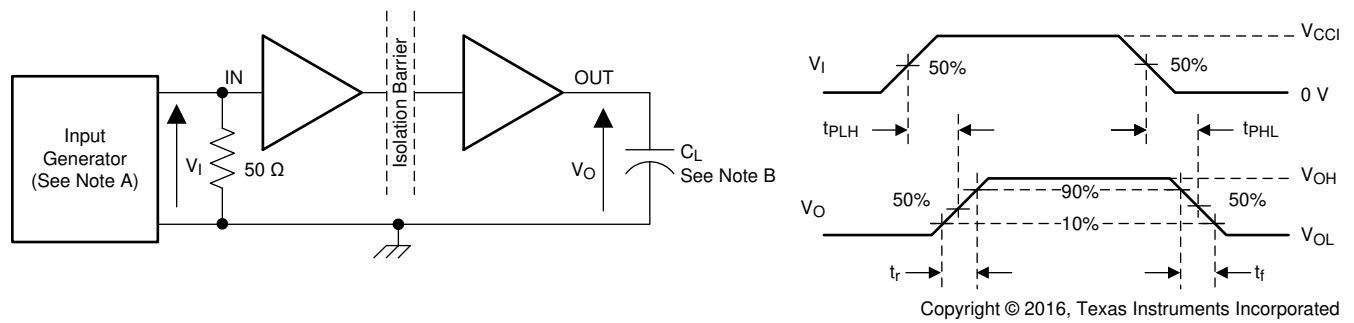 Input
Generator
(See Note A)
IN
VI
50 Ω
Isolation Barrier
OUT
VO
CL
See Note B
VI
50%
50%
VCCI
0 V
tPLH
tPHL
VO
50%
90%
10%
50%
VOH
VOL
tr
tf
Copyright © 2016, Texas Instruments Incorporated